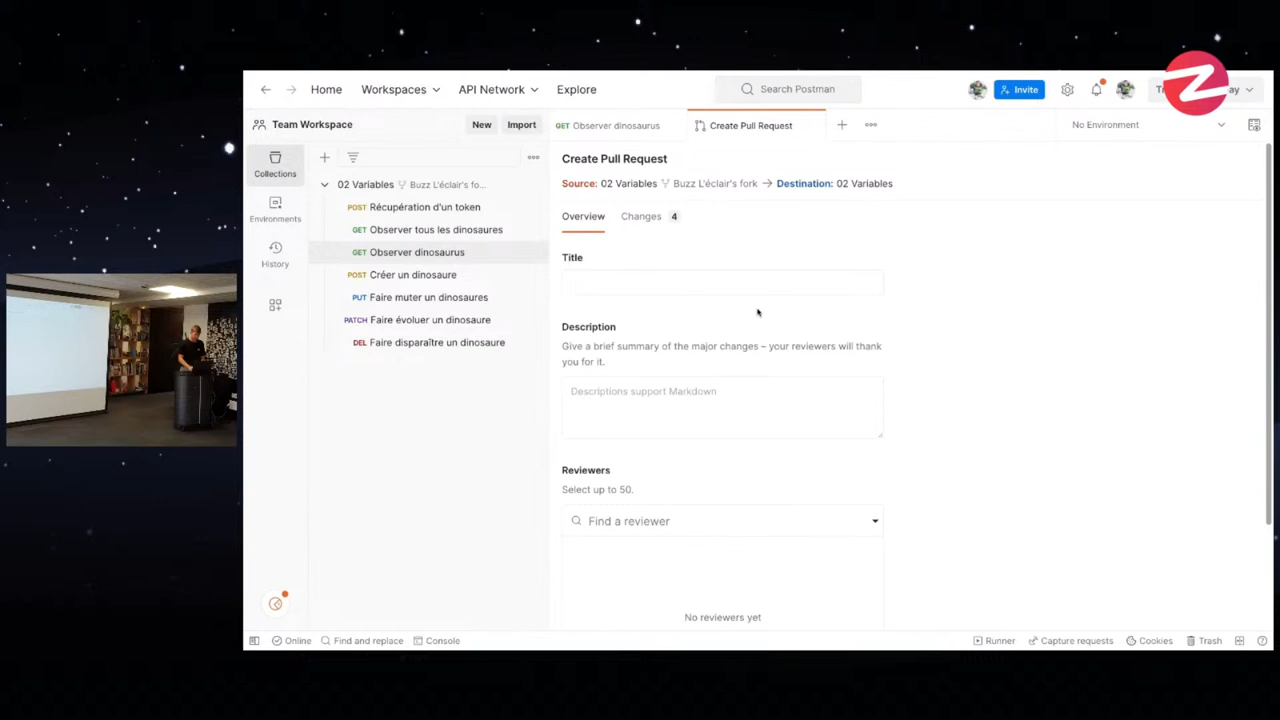 Home
Workspaces
API Network
Explore
Search Postman
Invite
Team Workspace
New
Import
GET Observer dinosaurus
Create Pull Request
No Environment
Collections
Environments
History
02 Variables
Buzz L'éclair's fo...
POST Récupération d'un token
GET Observer tous les dinosaures
GET Observer dinosaurus
POST Créer un dinosaure
PUT Faire muter un dinosaures
PATCH Faire évoluer un dinosaure
DEL Faire disparaître un dinosaure
Create Pull Request
Source: 02 Variables Buzz L'éclair's fork → Destination: 02 Variables
Overview
Changes 4
Title
Description
Give a brief summary of the major changes – your reviewers will thank
you for it.
Descriptions support Markdown
Reviewers
Select up to 50.
Find a reviewer
No reviewers yet
Online
Find and replace
Console
Runner
Capture requests
Cookies
Trash